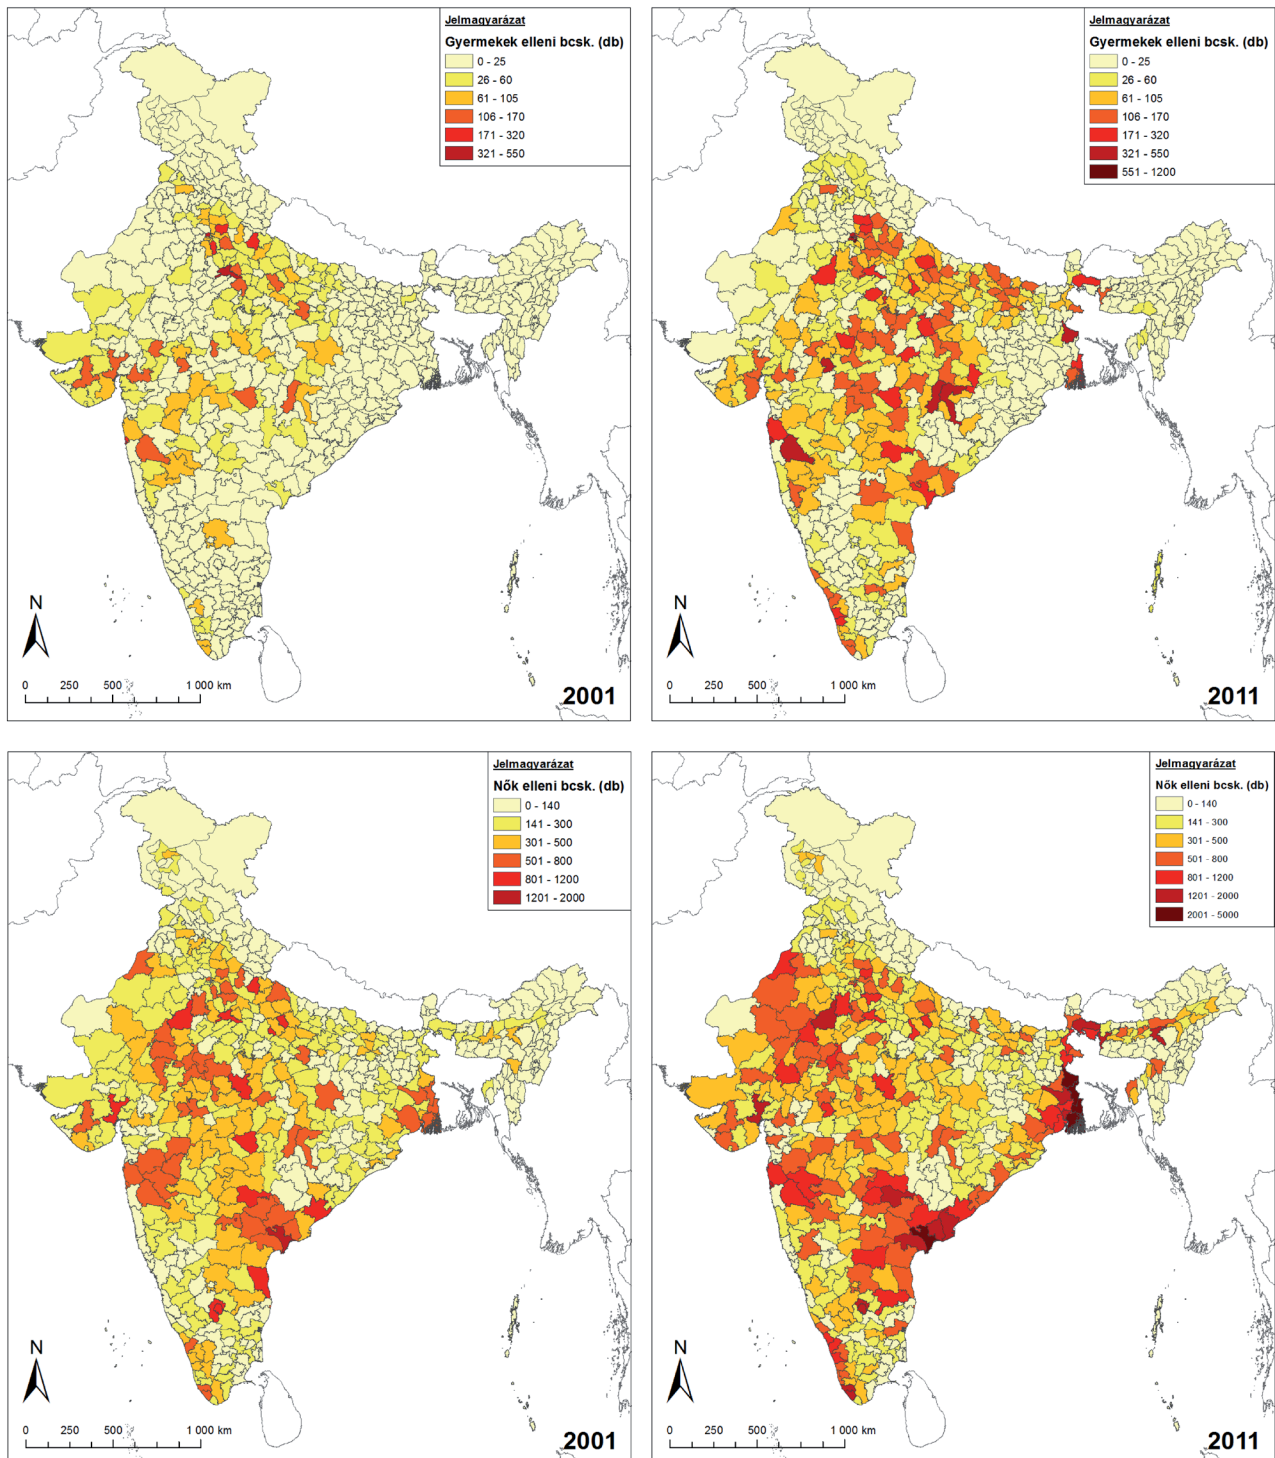 Jelmagyarázat
Gyermekek elleni bcsk. (db)
0 - 25
26 - 60
61 - 105
106 - 170
171 - 320
321 - 550
N
0 250 500 1 000 km
2001
Jelmagyarázat
Gyermekek elleni bcsk. (db)
0 - 25
26 - 60
61 - 105
106 - 170
171 - 320
321 - 550
551 - 1200
N
0 250 500 1 000 km
2011
Jelmagyarázat
Nők elleni bcsk. (db)
0 - 140
141 - 300
301 - 500
501 - 800
801 - 1200
1201 - 2000
N
0 250 500 1 000 km
2001
Jelmagyarázat
Nők elleni bcsk. (db)
0 - 140
141 - 300
301 - 500
501 - 800
801 - 1200
1201 - 2000
2001 - 5000
N
0 250 500 1 000 km
2011